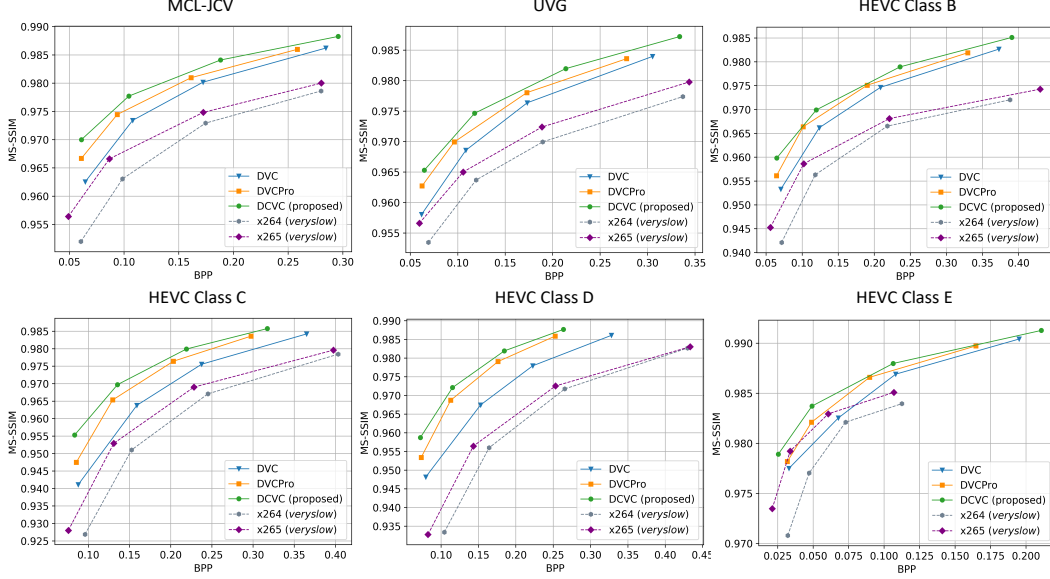 MCL-JCV
UVG
HEVC Class B
MS-SSIM
0.990
0.985
0.980
0.975
0.970
0.965
0.960
0.955
0.05
0.10
0.15
0.20
0.25
0.30
BPP
DVC
DVCPro
DCVC (proposed)
x264 (veryslow)
x265 (veryslow)
MS-SSIM
0.985
0.980
0.975
0.970
0.965
0.960
0.955
0.05
0.10
0.15
0.20
0.25
0.30
0.35
BPP
DVC
DVCPro
DCVC (proposed)
x264 (veryslow)
x265 (veryslow)
MS-SSIM
0.985
0.980
0.975
0.970
0.965
0.960
0.955
0.950
0.945
0.940
0.05
0.10
0.15
0.20
0.25
0.30
0.35
0.40
BPP
DVC
DVCPro
DCVC (proposed)
x264 (veryslow)
x265 (veryslow)
HEVC Class C
HEVC Class D
HEVC Class E
MS-SSIM
0.985
0.980
0.975
0.970
0.965
0.960
0.955
0.950
0.945
0.940
0.935
0.930
0.925
0.10
0.15
0.20
0.25
0.30
0.35
0.40
BPP
DVC
DVCPro
DCVC (proposed)
x264 (veryslow)
x265 (veryslow)
MS-SSIM
0.990
0.985
0.980
0.975
0.970
0.965
0.960
0.955
0.950
0.945
0.940
0.935
0.10
0.15
0.20
0.25
0.30
0.35
0.40
0.45
BPP
DVC
DVCPro
DCVC (proposed)
x264 (veryslow)
x265 (veryslow)
MS-SSIM
0.990
0.985
0.980
0.975
0.970
0.025
0.050
0.075
0.100
0.125
0.150
0.175
0.200
BPP
DVC
DVCPro
DCVC (proposed)
x264 (veryslow)
x265 (veryslow)